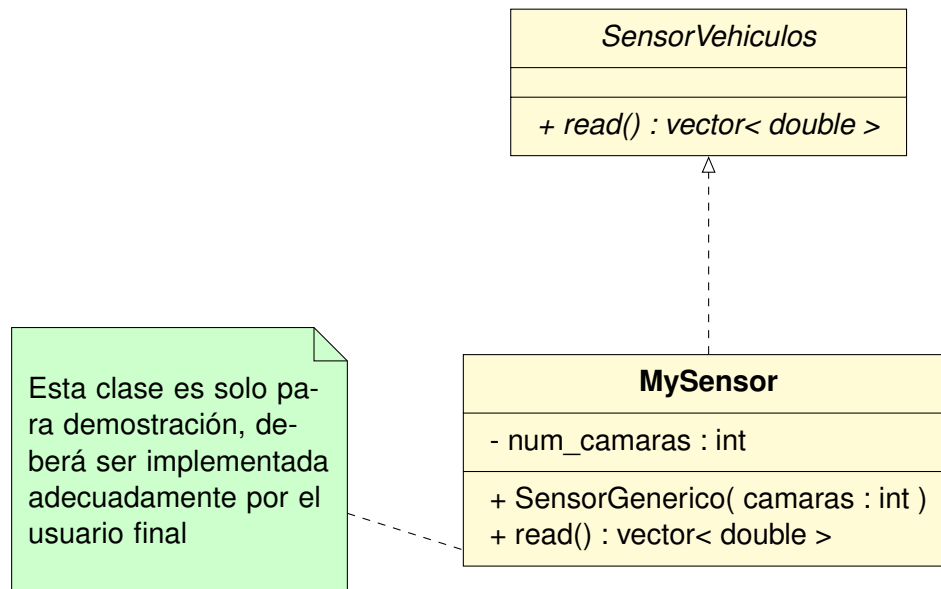 SensorVehiculos
+ read() : vector< double >
MySensor
- num_camaras : int
+ SensorGenerico( camaras : int )
+ read() : vector< double >
Esta clase es solo pa-
ra demostración, de-
berá ser implementada
adecuadamente por el
usuario final